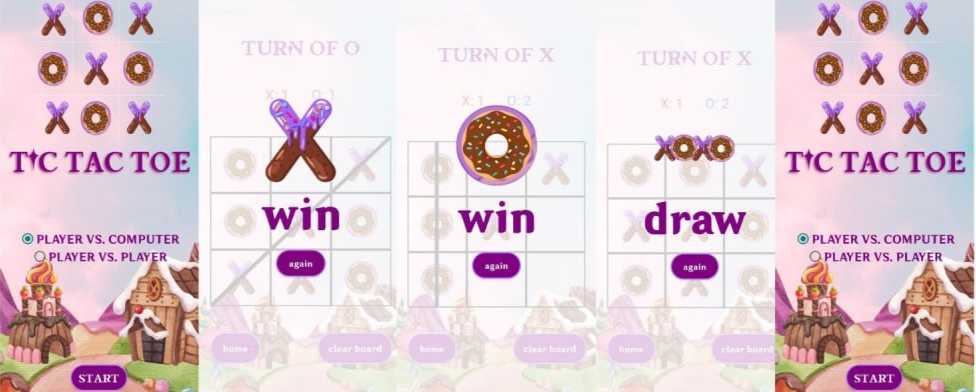 TIC TAC TOE
PLAYER VS. COMPUTER
PLAYER VS. PLAYER
START
TURN OF O
X: 1 O: 1
win
again
home
clear board
TURN OF X
X: 1 O: 2
win
again
home
clear board
TURN OF X
X: 1 O: 2
draw
again
home
clear board
TIC TAC TOE
PLAYER VS. COMPUTER
PLAYER VS. PLAYER
START